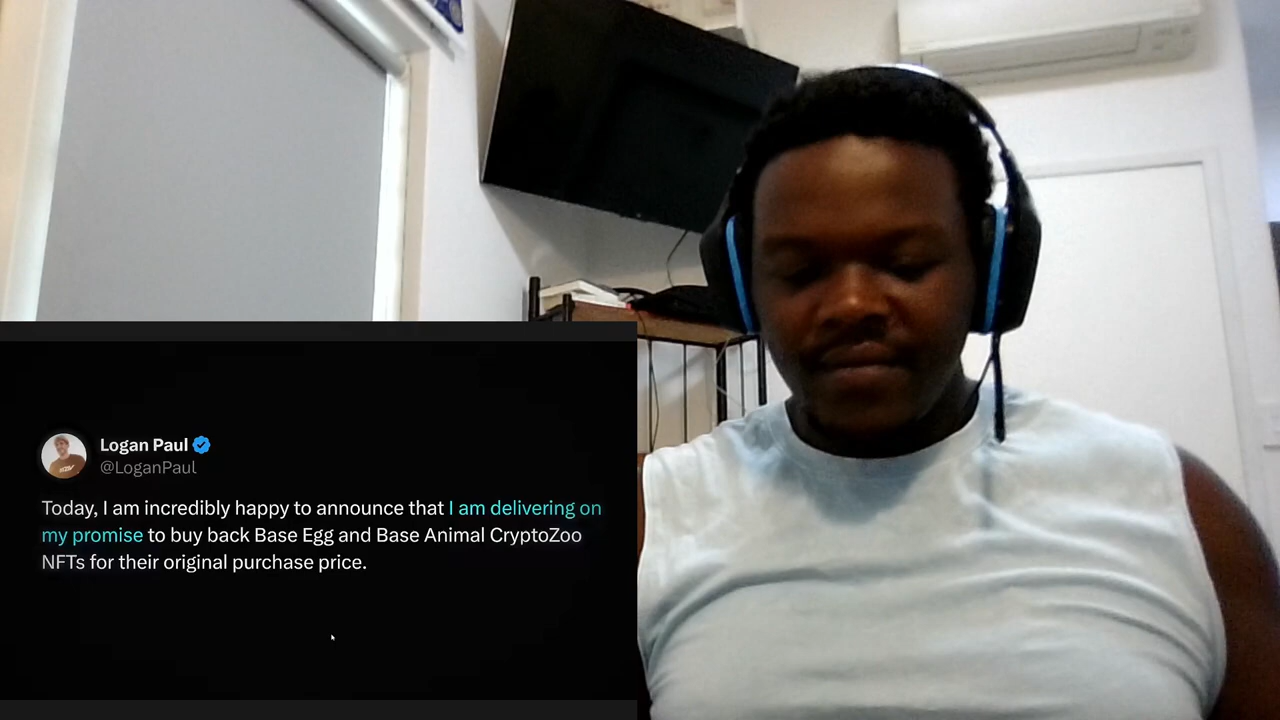 Logan Paul
@LoganPaul
Today, I am incredibly happy to announce that I am delivering on
my promise to buy back Base Egg and Base Animal CryptoZoo
NFTs for their original purchase price.